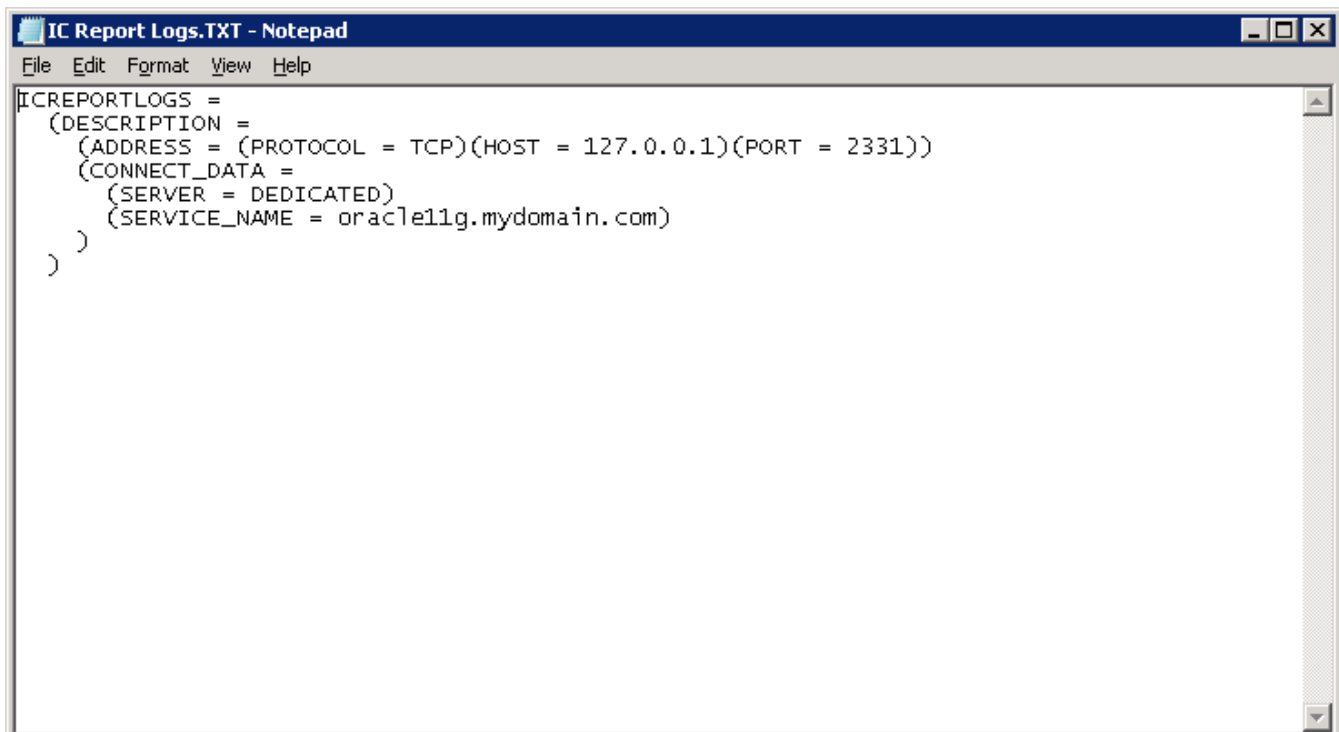 IC Report Logs.TXT - Notepad
File Edit Format View Help
ICREPORTLOGS =
  (DESCRIPTION =
    (ADDRESS = (PROTOCOL = TCP)(HOST = 127.0.0.1)(PORT = 2331))
    (CONNECT_DATA =
      (SERVER = DEDICATED)
      (SERVICE_NAME = oracle11g.mydomain.com)
    )
  )